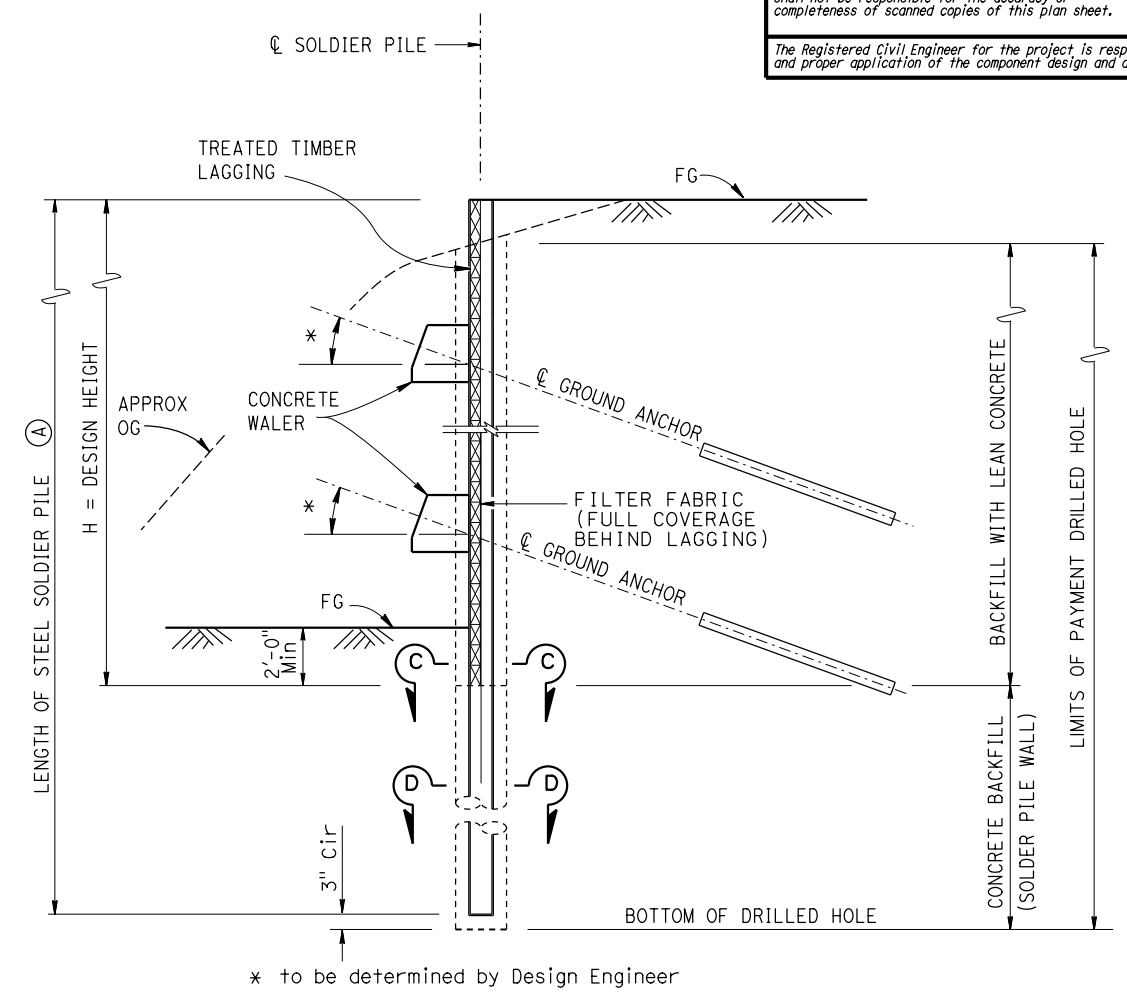 completeness of scanned copies of this plan sheet.
The Registered Civil Engineer for the project is
and proper application of the component design and
℄ SOLDIER PILE
TREATED TIMBER
LAGGING
FG
*
℄ GROUND ANCHOR
CONCRETE
WALER
APPROX
OG
LENGTH OF STEEL SOLDIER PILE A
H = DESIGN HEIGHT
*
FILTER FABRIC
(FULL COVERAGE
BEHIND LAGGING)
℄ GROUND ANCHOR
FG
2'-0"
Min
C
C
D
D
3" Clr
BACKFILL WITH LEAN CONCRETE
LIMITS OF PAYMENT DRILLED HOLE
CONCRETE BACKFILL
(SOLDER PILE WALL)
BOTTOM OF DRILLED HOLE
* to be determined by Design Engineer